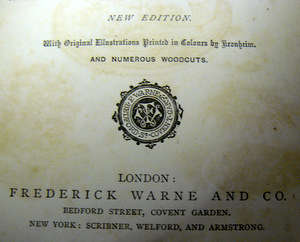 NEW EDITION.
With Original Illustrations Printed in Colours by Kronheim.
AND NUMEROUS WOODCUTS.
LONDON:
FREDERICK WARNE AND CO.
BEDFORD STREET, COVENT GARDEN.
NEW YORK: SCRIBNER, WELFORD, AND ARMSTRONG.